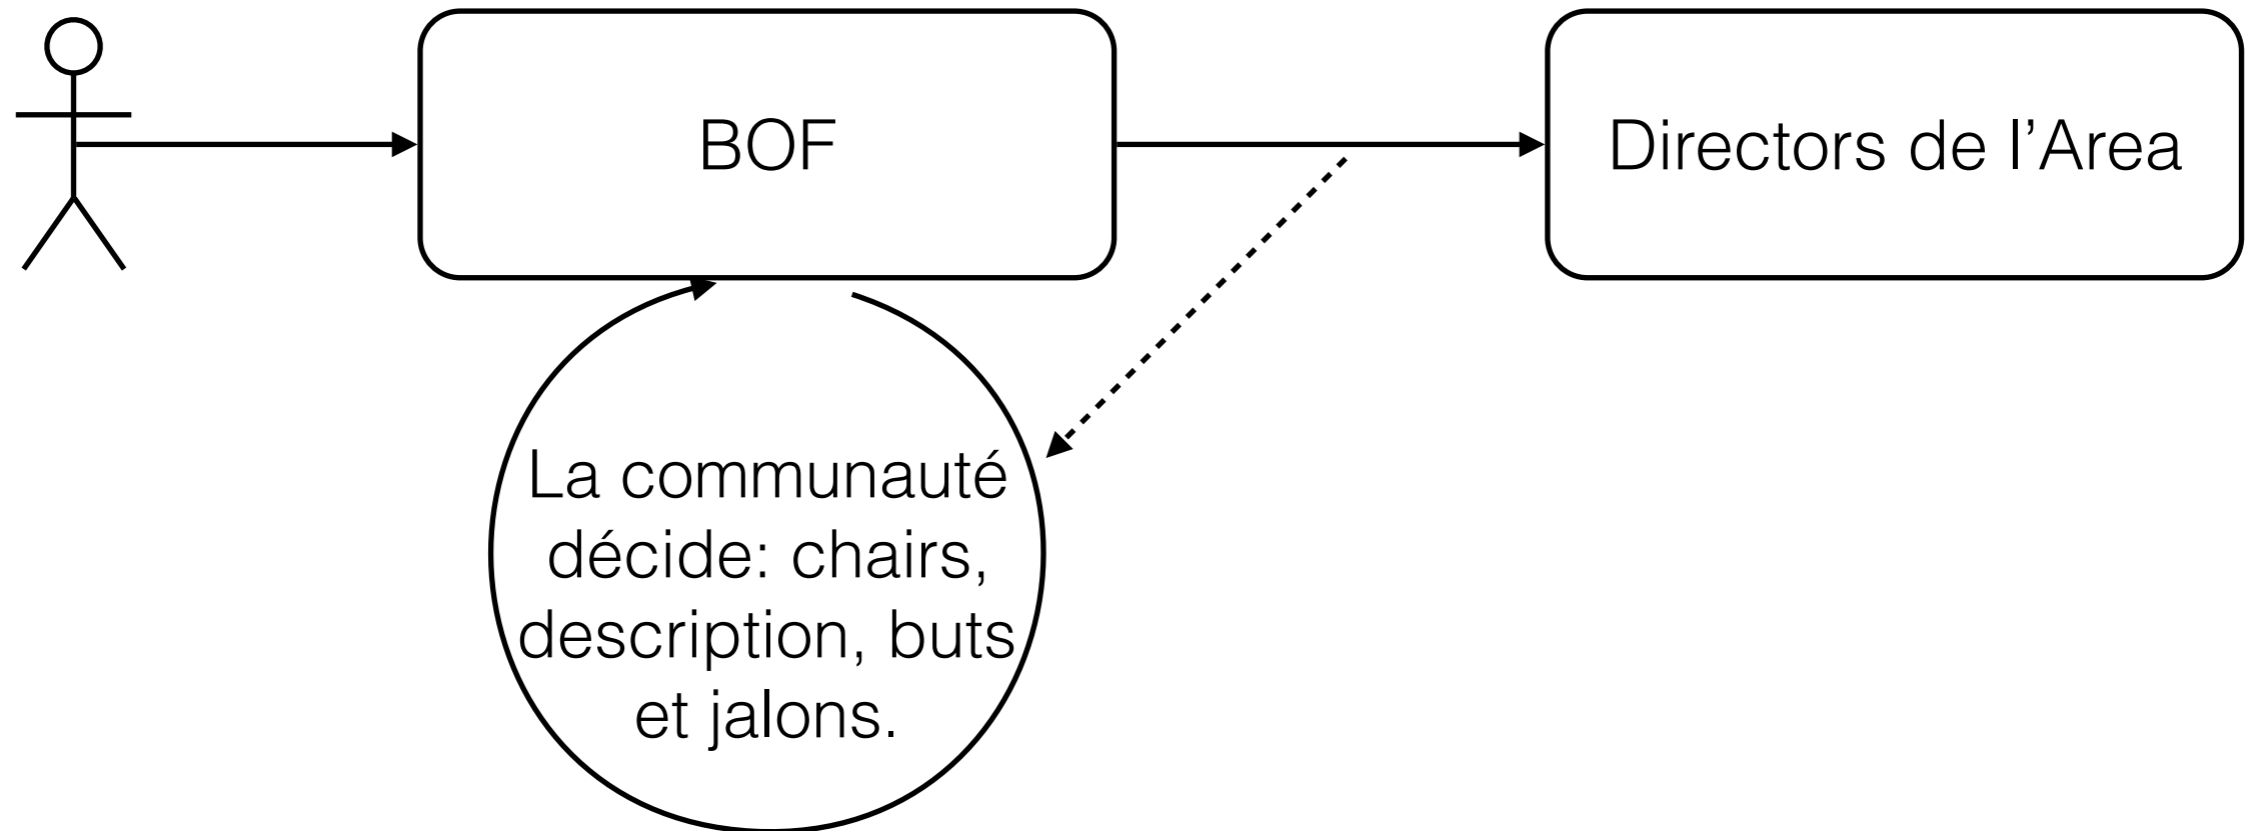 BOF
Directors de l’Area
La communauté
décide: chairs,
description, buts
et jalons.